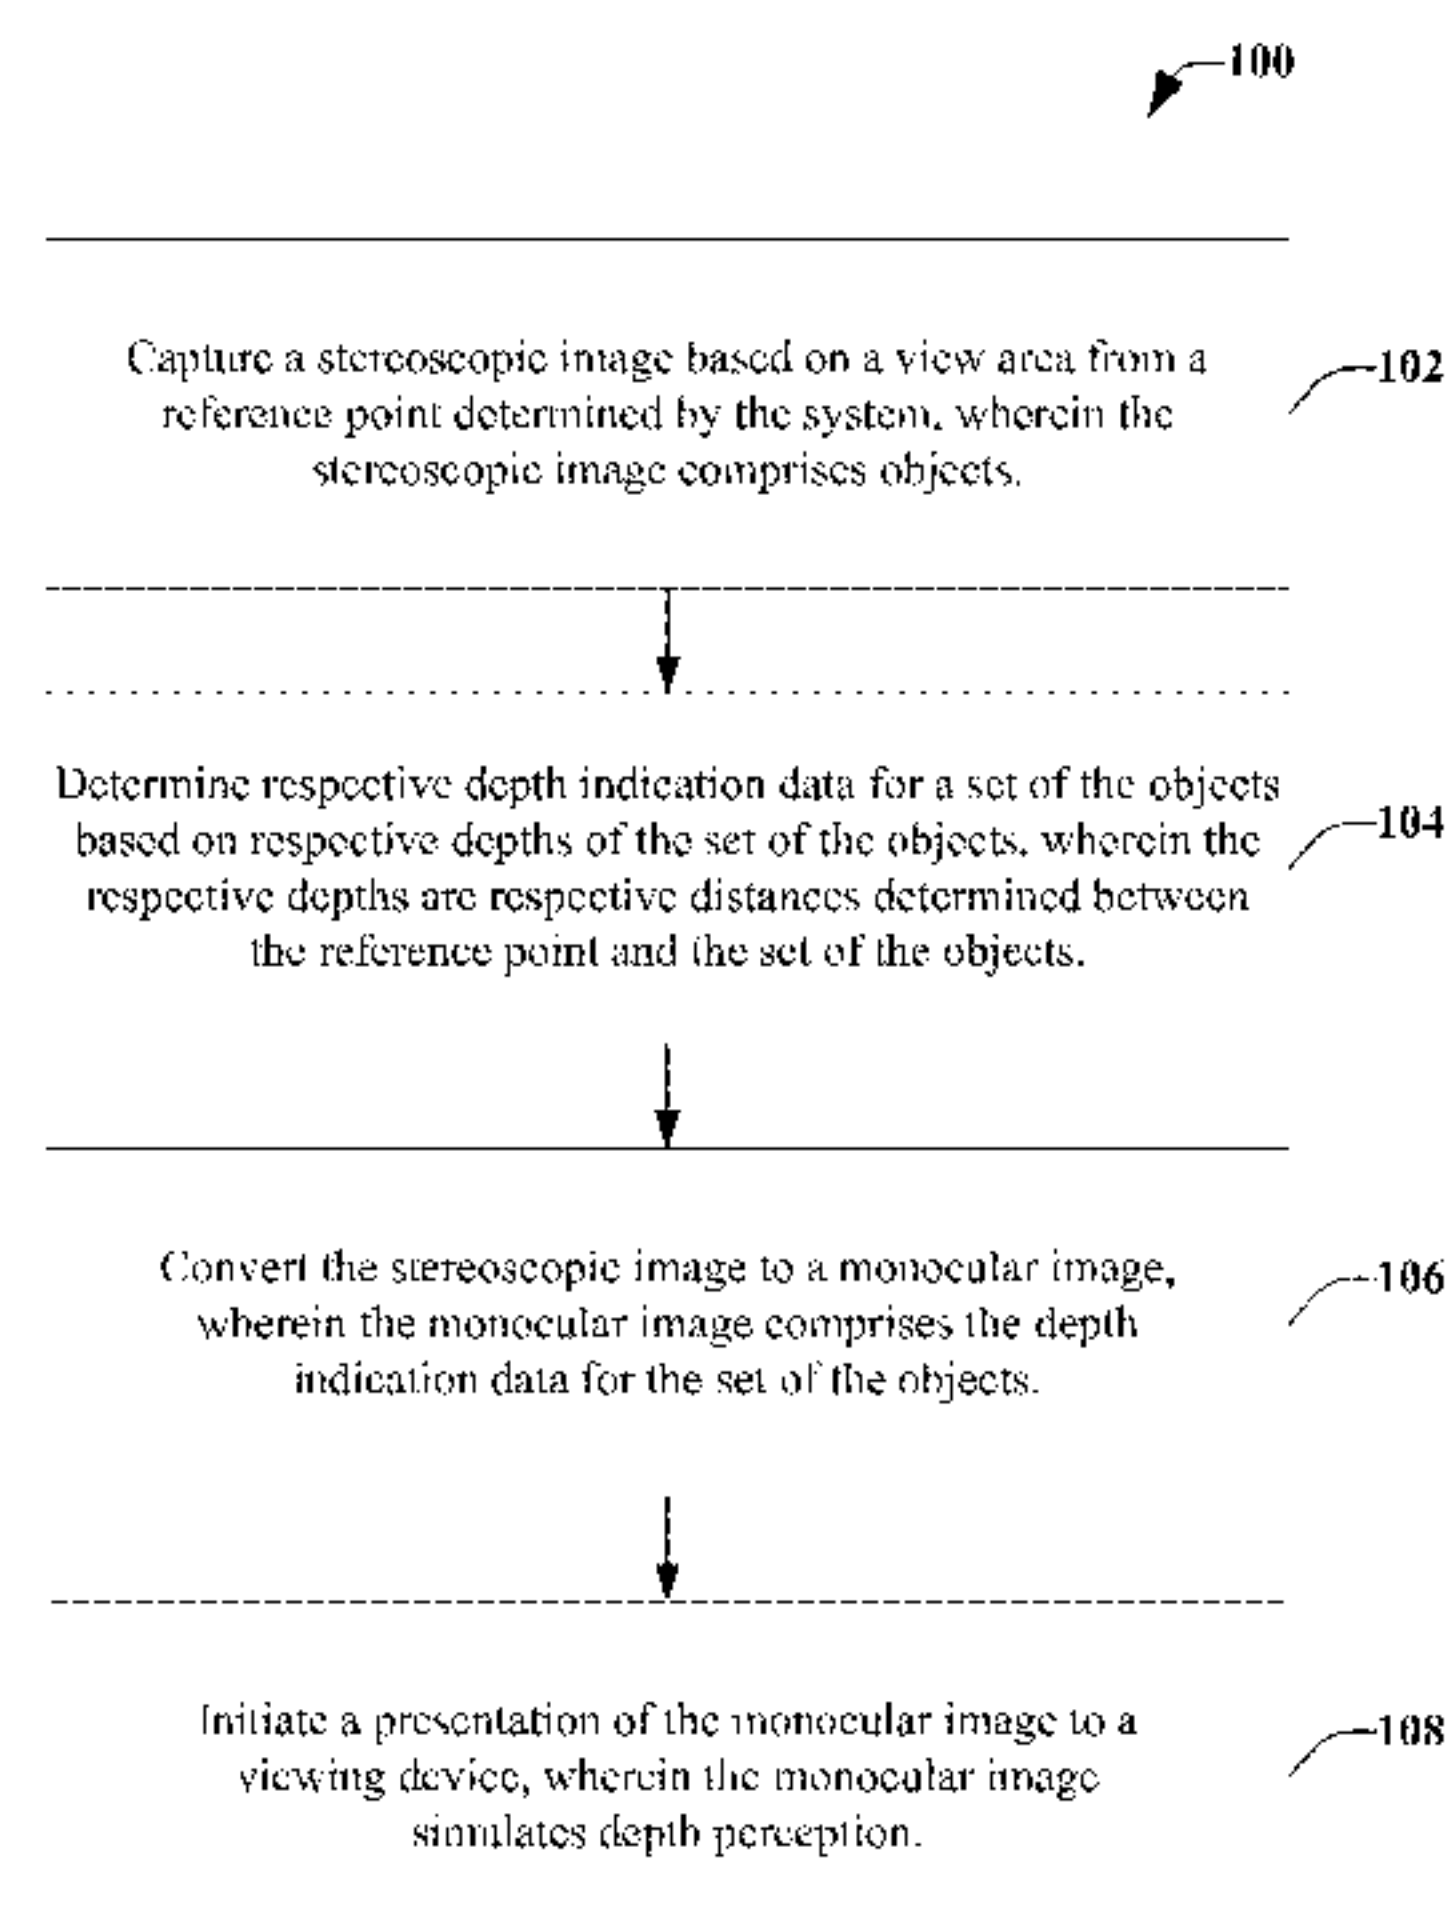 100
Capture a stereoscopic image based on a view area from a
reference point determined by the system, wherein the
stereoscopic image comprises objects.
102
Determine respective depth indication data for a set of the objects
based on respective depths of the set of the objects, wherein the
respective depths are respective distances determined between
the reference point and the set of the objects.
104
Convert the stereoscopic image to a monocular image,
wherein the monocular image comprises the depth
indication data for the set of the objects.
106
Initiate a presentation of the monocular image to a
viewing device, wherein the monocular image
simulates depth perception.
108